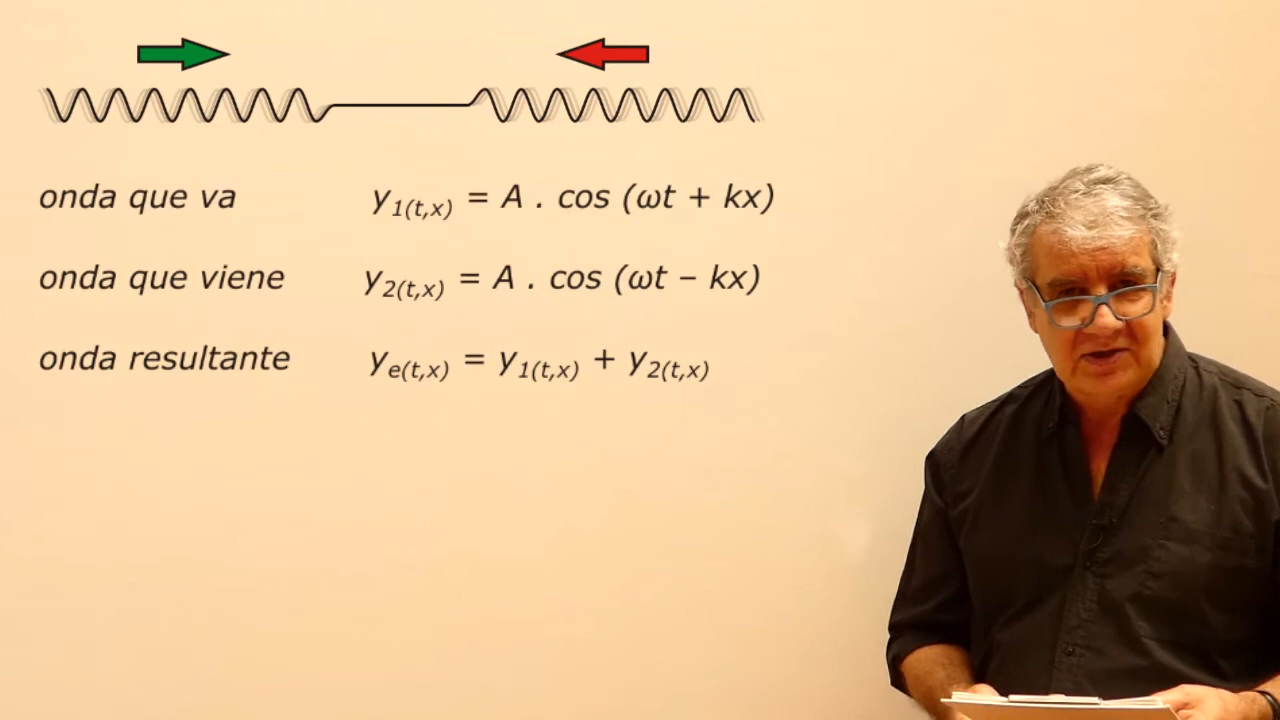 onda que va y1(t,x) = A . cos (ωt + kx)
onda que viene y2(t,x) = A . cos (ωt – kx)
onda resultante ye(t,x) = y1(t,x) + y2(t,x)